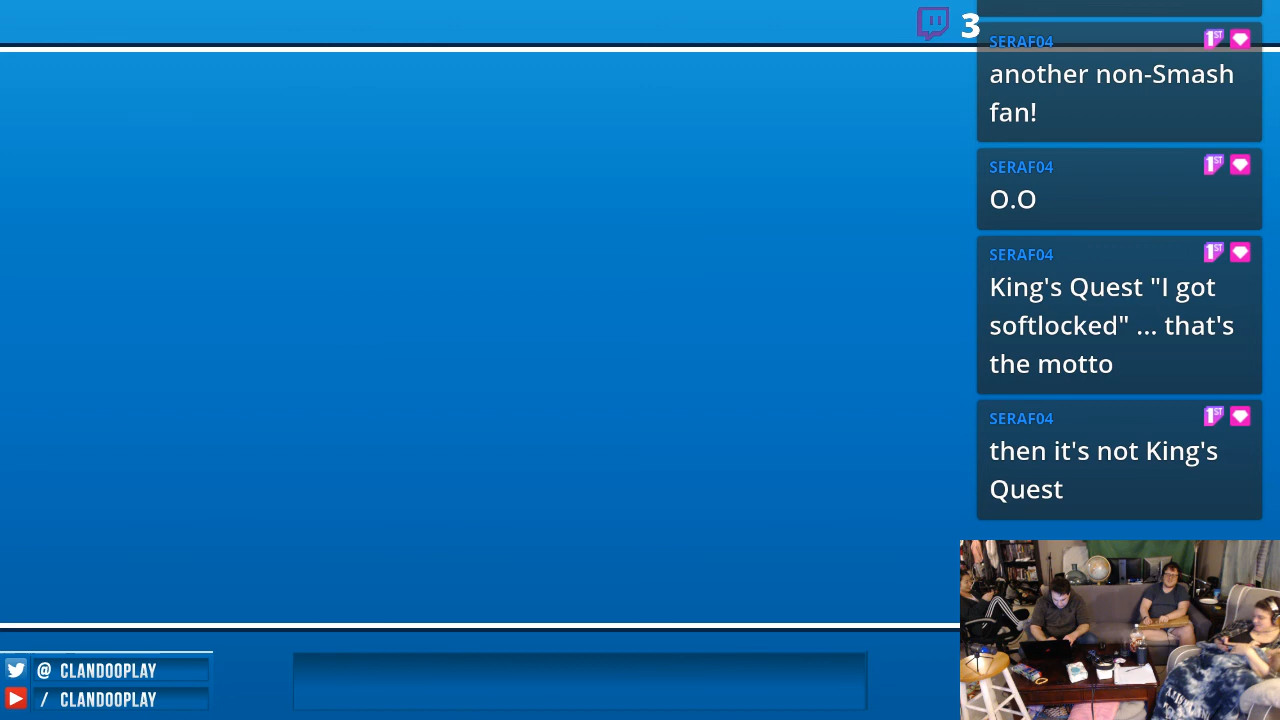 3
SERAF04
another non-Smash
fan!
SERAF04
O.O
SERAF04
King's Quest "I got
softlocked" ... that's
the motto
SERAF04
then it's not King's
Quest
@ CLANDOOPLAY
/ CLANDOOPLAY